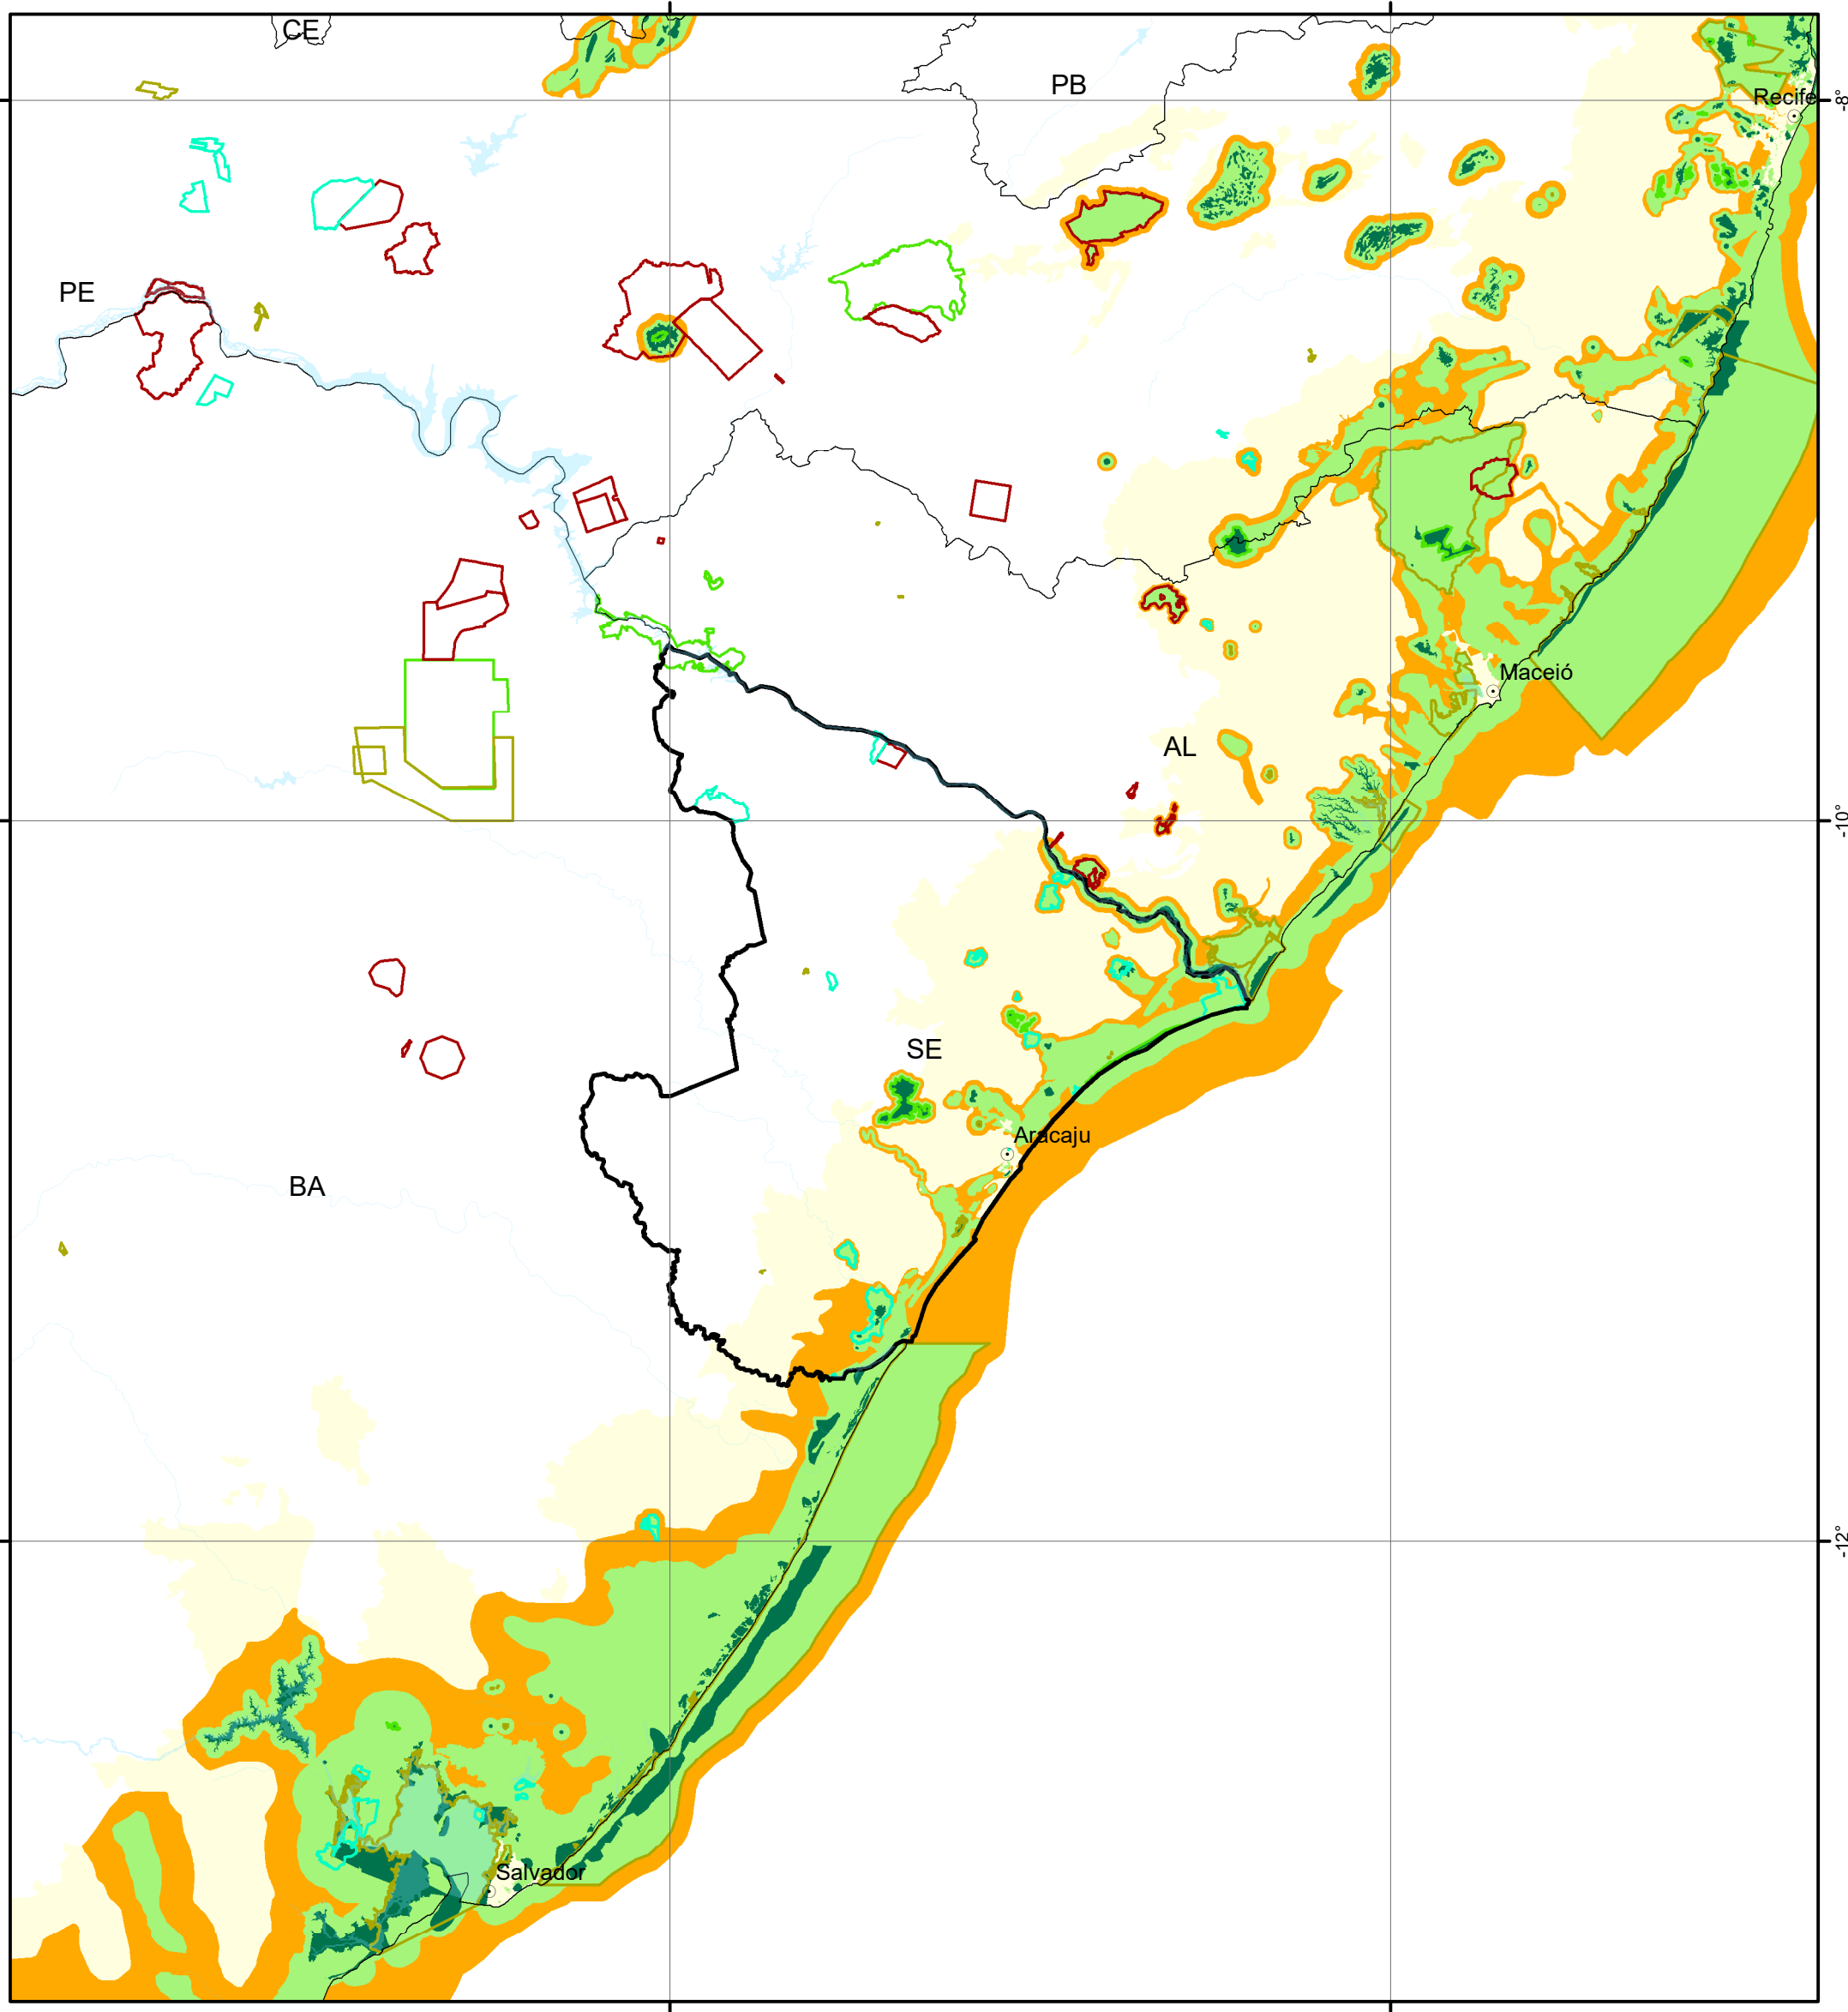 CE
PB
Recife
-8°
PE
Maceió
AL
-10°
SE
Aracaju
BA
-12°
Salvador